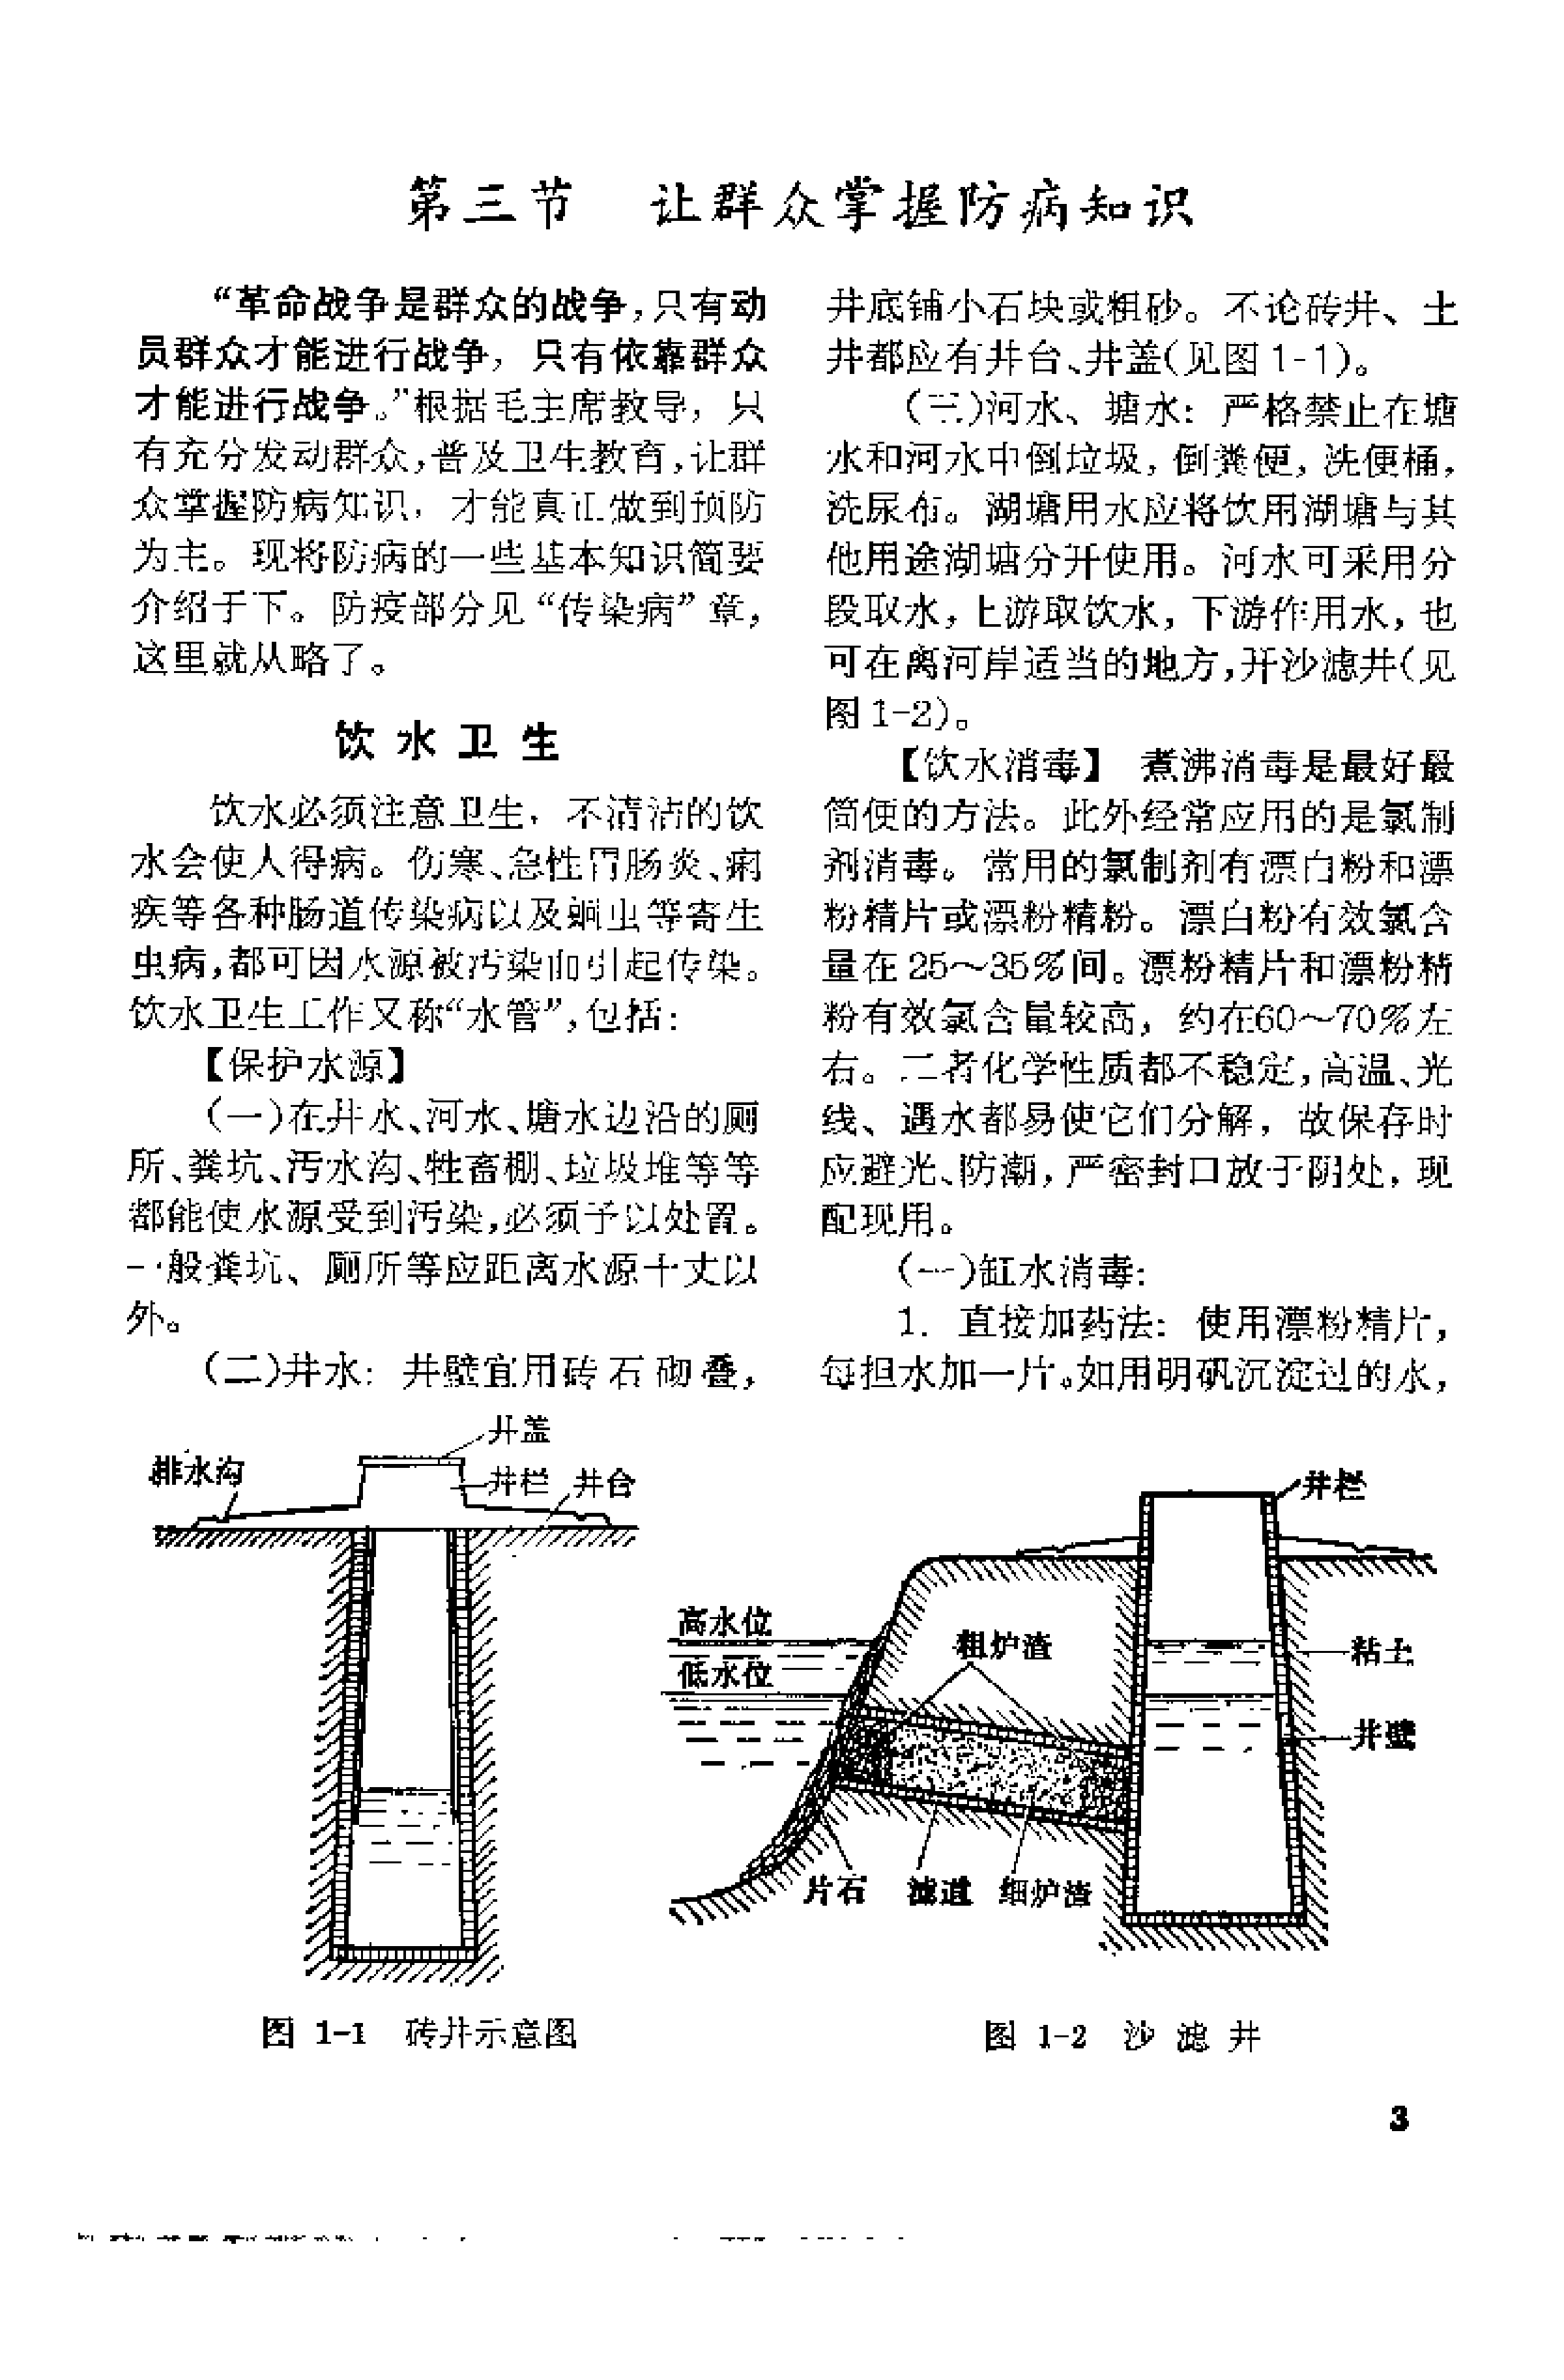 第三节　让群众掌握防病知识
“革命战争是群众的战争,只有动
员群众才能进行战争，只有依靠群众
才能进行战争。”根据毛主席教导，只
有充分发动群众,普及卫生教育,让群
众掌握防病知识，才能真正做到预防
为主。现将防病的一些基本知识简要
介绍于下。防疫部分见“传染病”章，
这里就从略了。
饮水卫生
饮水必须注意卫生，不清洁的饮
水会使人得病。伤寒、急性胃肠炎、痢
疾等各种肠道传染病以及蛔虫等寄生
虫病,都可因水源被污染而引起传染。
饮水卫生工作又称“水管”,包括：
【保护水源】
(一)在井水、河水、塘水边沿的厕
所、粪坑、污水沟、牲畜棚、垃圾堆等等
都能使水源受到污染,必须予以处置。
一般粪坑、厕所等应距离水源十丈以
外。
(二)井水：井壁宜用砖石砌叠，
井底铺小石块或粗砂。不论砖井、土
井都应有井台、井盖(见图1-1)。
(三)河水、塘水：严格禁止在塘
水和河水中倒垃圾，倒粪便，洗便桶，
洗尿布。湖塘用水应将饮用湖塘与其
他用途湖塘分开使用。河水可采用分
段取水，上游取饮水，下游作用水，也
可在离河岸适当的地方,开沙滤井(见
图1-2)。
【饮水消毒】　煮沸消毒是最好最
简便的方法。此外经常应用的是氯制
剂消毒。常用的氯制剂有漂白粉和漂
粉精片或漂粉精粉。漂白粉有效氯含
量在25～35%间。漂粉精片和漂粉精
粉有效氯含量较高，约在60～70%左
右。二者化学性质都不稳定,高温、光
线、遇水都易使它们分解，故保存时
应避光、防潮，严密封口放于阴处，现
配现用。
(一)缸水消毒：
1. 直接加药法：使用漂粉精片，
每担水加一片。如用明矾沉淀过的水，
井盖
排水沟
井栏
井台
图 1-1　砖井示意图
井栏
高水位
低水位
粗炉渣
粘土
井壁
片石
滤道
细炉渣
图 1-2　沙滤井
3